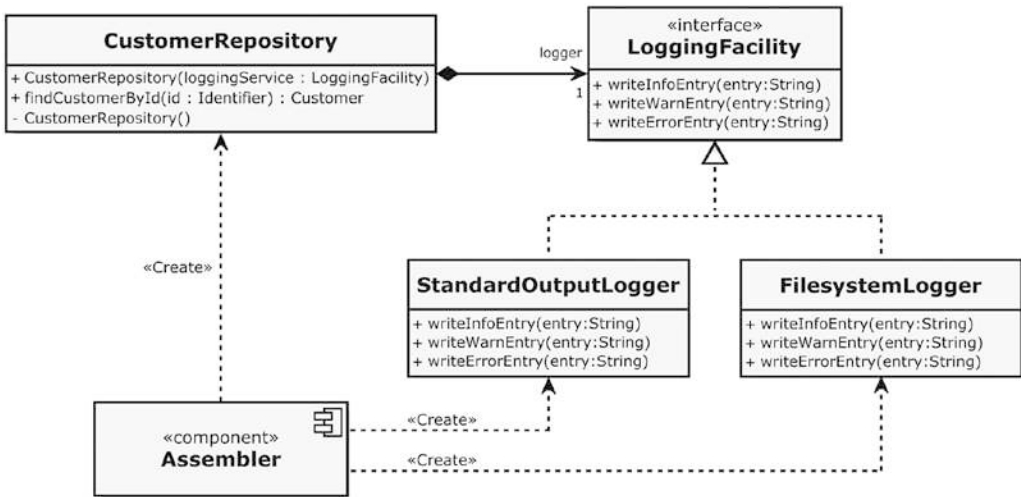 CustomerRepository
+ CustomerRepository(loggingService : LoggingFacility)
+ findCustomerById(id : Identifier) : Customer
- CustomerRepository()
logger
1
«interface»
LoggingFacility
+ writeInfoEntry(entry:String)
+ writeWarnEntry(entry:String)
+ writeErrorEntry(entry:String)
«Create»
StandardOutputLogger
+ writeInfoEntry(entry:String)
+ writeWarnEntry(entry:String)
+ writeErrorEntry(entry:String)
FilesystemLogger
+ writeInfoEntry(entry:String)
+ writeWarnEntry(entry:String)
+ writeErrorEntry(entry:String)
«component»
Assembler
«Create»
«Create»